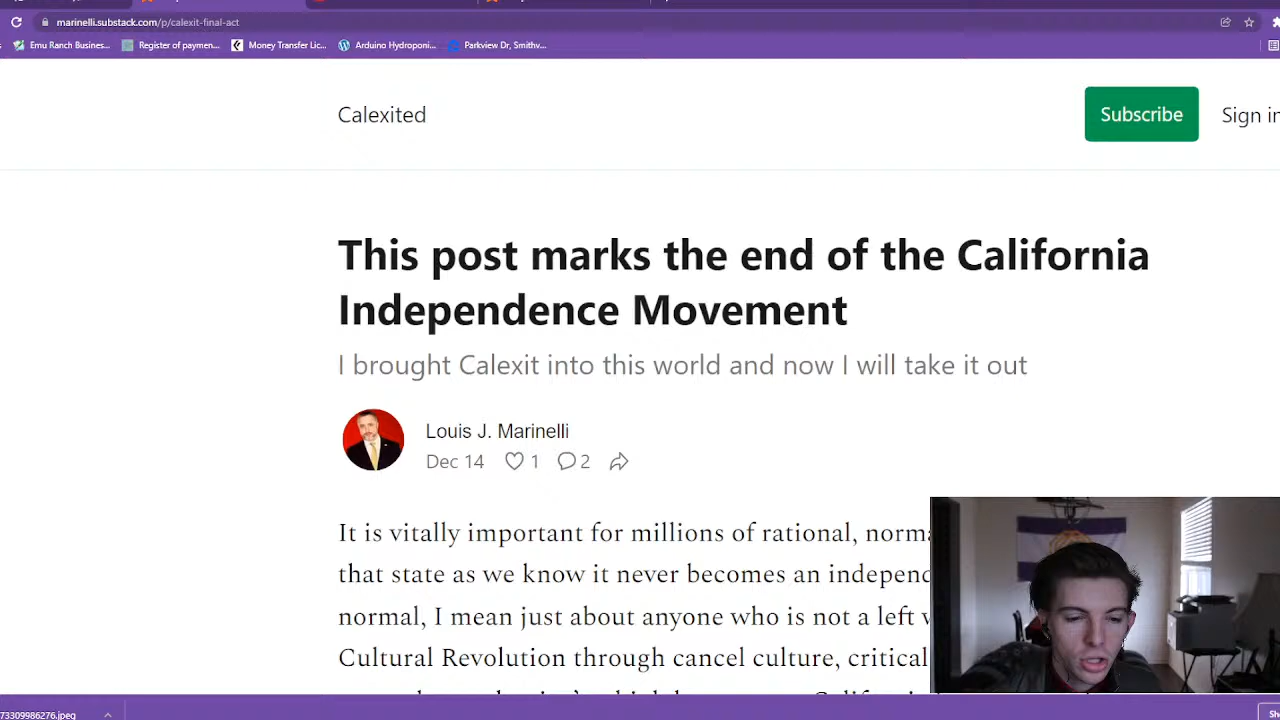 marinelli.substack.com/p/calexit-final-act
Emu Ranch Busines... Register of paymen... Money Transfer Lic... Arduino Hydroponi... Parkview Dr, Smithv...
Calexited Subscribe Sign in
This post marks the end of the California
Independence Movement
I brought Calexit into this world and now I will take it out
Louis J. Marinelli
Dec 14 1 2
It is vitally important for millions of rational, norma
that state as we know it never becomes an independ
normal, I mean just about anyone who is not a left w
Cultural Revolution through cancel culture, critical
73309986276.jpeg